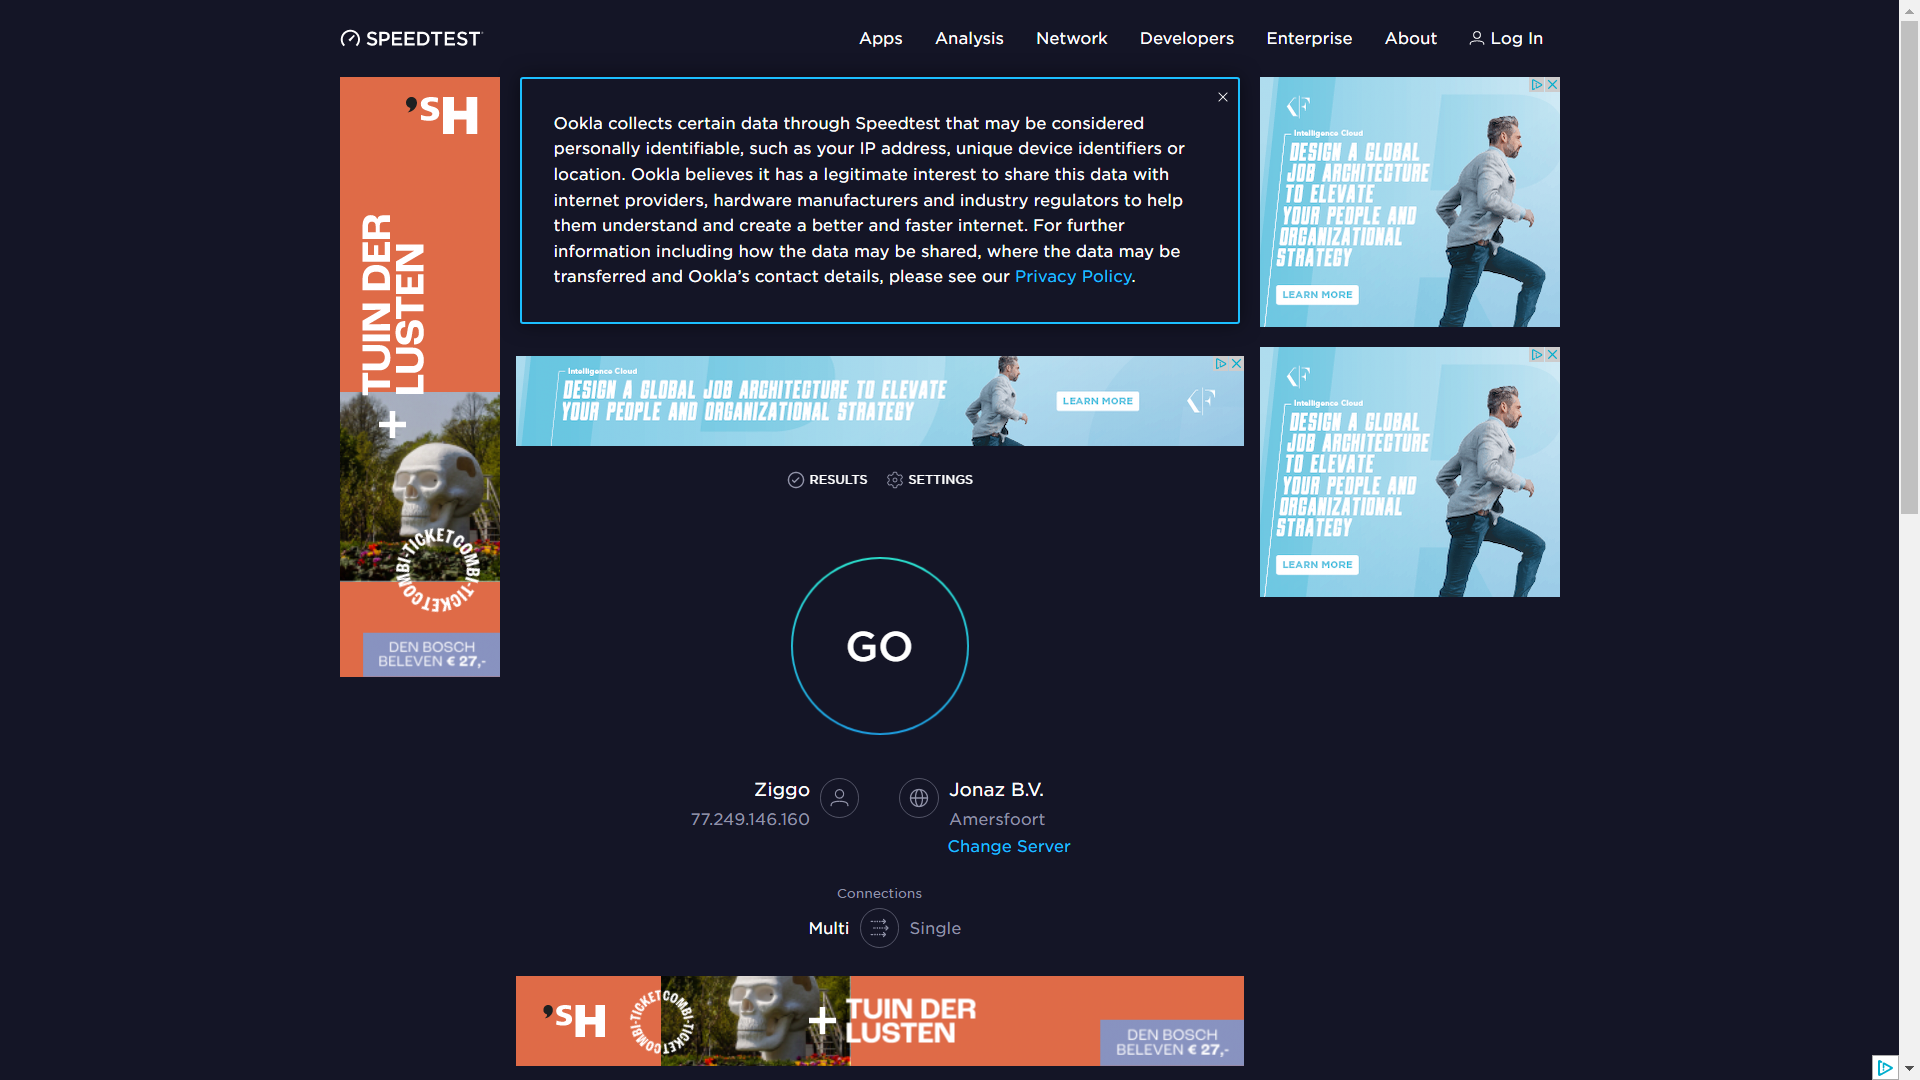 SPEEDTEST
Apps
Analysis
Network
Developers
Enterprise
About
Log In
'SH
TUIN DER
+ LUSTEN
COMBI-TICKET COMBI-TICKET
DEN BOSCH
BELEVEN € 27,-
Ookla collects certain data through Speedtest that may be considered
personally identifiable, such as your IP address, unique device identifiers or
location. Ookla believes it has a legitimate interest to share this data with
internet providers, hardware manufacturers and industry regulators to help
them understand and create a better and faster internet. For further
information including how the data may be shared, where the data may be
transferred and Ookla’s contact details, please see our Privacy Policy.
KF
Intelligence Cloud
DESIGN A GLOBAL
JOB ARCHITECTURE
TO ELEVATE
YOUR PEOPLE AND
ORGANIZATIONAL
STRATEGY
LEARN MORE
Intelligence Cloud
DESIGN A GLOBAL JOB ARCHITECTURE TO ELEVATE
YOUR PEOPLE AND ORGANIZATIONAL STRATEGY
LEARN MORE
KF
KF
Intelligence Cloud
DESIGN A GLOBAL
JOB ARCHITECTURE
TO ELEVATE
YOUR PEOPLE AND
ORGANIZATIONAL
STRATEGY
LEARN MORE
RESULTS
SETTINGS
GO
Ziggo
77.249.146.160
Jonaz B.V.
Amersfoort
Change Server
Connections
Multi
Single
'SH
COMBI-TICKET COMBI-TICKET
+ TUIN DER
LUSTEN
DEN BOSCH
BELEVEN € 27,-